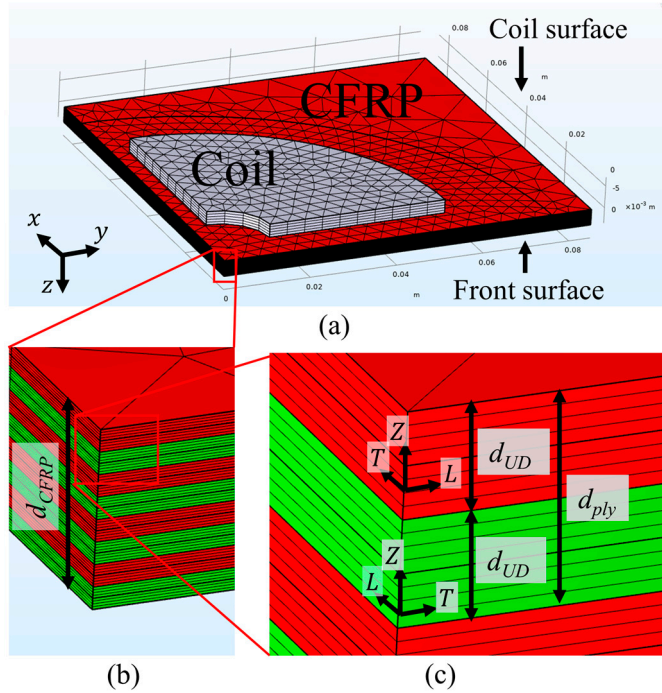 Coil surface
CFRP
Coil
0.08
0.06
m
0.04
0.02
0
-5
×10⁻³ m
0
0.08
0.06
0.04
m
0.02
0
x
y
z
Front surface
(a)
d_CFRP
(b)
Z
T
L
d_UD
d_ply
Z
L
T
d_UD
(c)